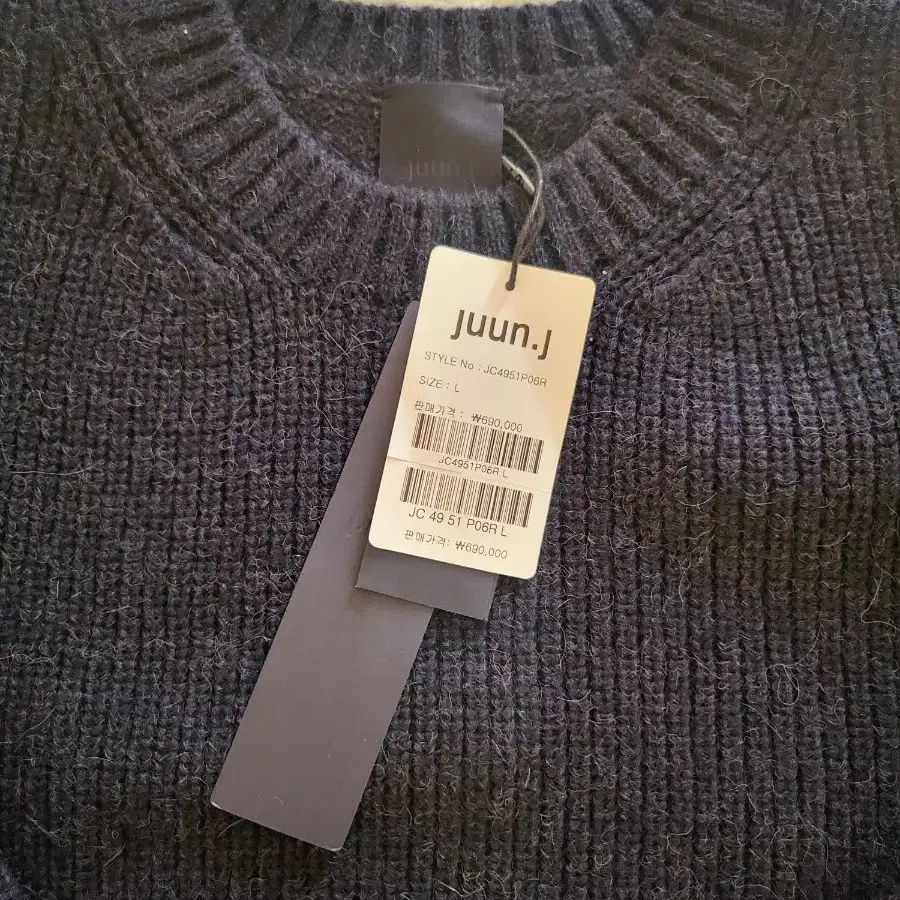 juun.j
juun.j
STYLE No : JC4951P06R
SIZE : L
판매가격 : ₩690,000
JC4951P06R L
JC 49 51 P06R L
판매가격: ₩690,000